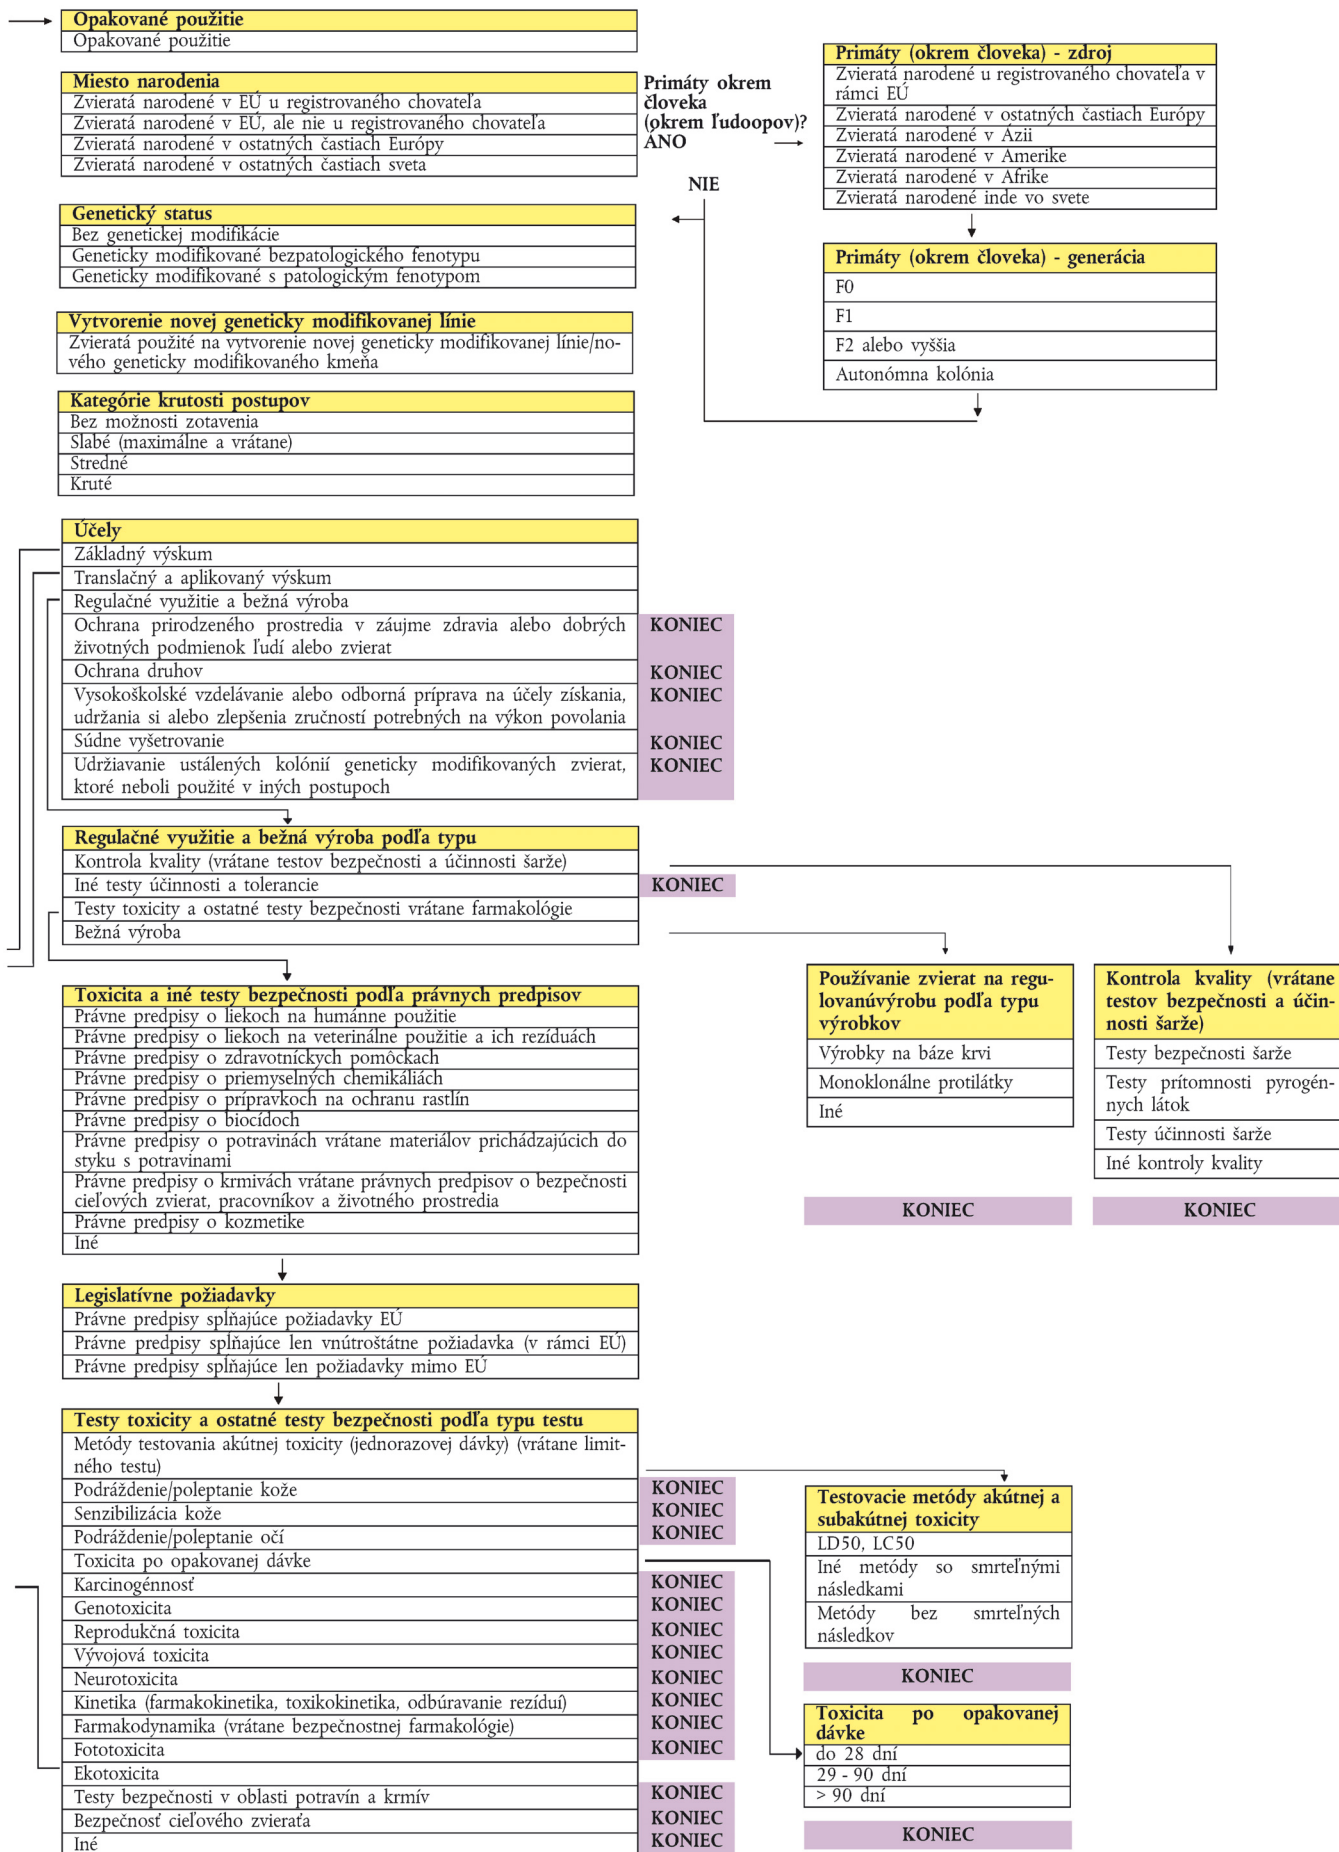 Opakované použitie
Opakované použitie
Miesto narodenia
Zvieratá narodené v EÚ u registrovaného chovateľa
Zvieratá narodené v EÚ, ale nie u registrovaného chovateľa
Zvieratá narodené v ostatných častiach Európy
Zvieratá narodené v ostatných častiach sveta
Primáty okrem
človeka
(okrem ľudoopov)?
ÁNO
NIE
Primáty (okrem človeka) - zdroj
Zvieratá narodené u registrovaného chovateľa v
rámci EÚ
Zvieratá narodené v ostatných častiach Európy
Zvieratá narodené v Ázii
Zvieratá narodené v Amerike
Zvieratá narodené v Afrike
Zvieratá narodené inde vo svete
Primáty (okrem človeka) - generácia
F0
F1
F2 alebo vyššia
Autonómna kolónia
Genetický status
Bez genetickej modifikácie
Geneticky modifikované bezpatologického fenotypu
Geneticky modifikované s patologickým fenotypom
Vytvorenie novej geneticky modifikovanej línie
Zvieratá použité na vytvorenie novej geneticky modifikovanej línie/no-
vého geneticky modifikovaného kmeňa
Kategórie krutosti postupov
Bez možnosti zotavenia
Slabé (maximálne a vrátane)
Stredné
Kruté
Účely
Základný výskum
Translačný a aplikovaný výskum
Regulačné využitie a bežná výroba
Ochrana prirodzeného prostredia v záujme zdravia alebo dobrých KONIEC
životných podmienok ľudí alebo zvierat
Ochrana druhov KONIEC
Vysokoškolské vzdelávanie alebo odborná príprava na účely získania, KONIEC
udržania si alebo zlepšenia zručností potrebných na výkon povolania
Súdne vyšetrovanie KONIEC
Udržiavanie ustálených kolónií geneticky modifikovaných zvierat, KONIEC
ktoré neboli použité v iných postupoch
Regulačné využitie a bežná výroba podľa typu
Kontrola kvality (vrátane testov bezpečnosti a účinnosti šarže)
Iné testy účinnosti a tolerancie KONIEC
Testy toxicity a ostatné testy bezpečnosti vrátane farmakológie
Bežná výroba
Používanie zvierat na regu-
lovanúvýrobu podľa typu
výrobkov
Výrobky na báze krvi
Monoklonálne protilátky
Iné
KONIEC
Kontrola kvality (vrátane
testov bezpečnosti a účin-
nosti šarže)
Testy bezpečnosti šarže
Testy prítomnosti pyrogén-
nych látok
Testy účinnosti šarže
Iné kontroly kvality
KONIEC
Toxicita a iné testy bezpečnosti podľa právnych predpisov
Právne predpisy o liekoch na humánne použitie
Právne predpisy o liekoch na veterinálne použitie a ich rezíduách
Právne predpisy o zdravotníckych pomôckach
Právne predpisy o priemyselných chemikáliách
Právne predpisy o prípravkoch na ochranu rastlín
Právne predpisy o biocídoch
Právne predpisy o potravinách vrátane materiálov prichádzajúcich do
styku s potravinami
Právne predpisy o krmivách vrátane právnych predpisov o bezpečnosti
cieľových zvierat, pracovníkov a životného prostredia
Právne predpisy o kozmetike
Iné
Legislatívne požiadavky
Právne predpisy spĺňajúce požiadavky EÚ
Právne predpisy spĺňajúce len vnútroštátne požiadavka (v rámci EÚ)
Právne predpisy spĺňajúce len požiadavky mimo EÚ
Testy toxicity a ostatné testy bezpečnosti podľa typu testu
Metódy testovania akútnej toxicity (jednorazovej dávky) (vrátane limit-
ného testu)
Podráždenie/poleptanie kože KONIEC
Senzibilizácia kože KONIEC
Podráždenie/poleptanie očí KONIEC
Toxicita po opakovanej dávke
Karcinogénnosť KONIEC
Genotoxicita KONIEC
Reprodukčná toxicita KONIEC
Vývojová toxicita KONIEC
Neurotoxicita KONIEC
Kinetika (farmakokinetika, toxikokinetika, odbúravanie rezíduí) KONIEC
Farmakodynamika (vrátane bezpečnostnej farmakológie) KONIEC
Fototoxicita KONIEC
Ekotoxicita
Testy bezpečnosti v oblasti potravín a krmív KONIEC
Bezpečnosť cieľového zvieraťa KONIEC
Iné KONIEC
Testovacie metódy akútnej a
subakútnej toxicity
LD50, LC50
Iné metódy so smrteľnými
následkami
Metódy bez smrteľných
následkov
KONIEC
Toxicita po opakovanej
dávke
do 28 dní
29 - 90 dní
> 90 dní
KONIEC